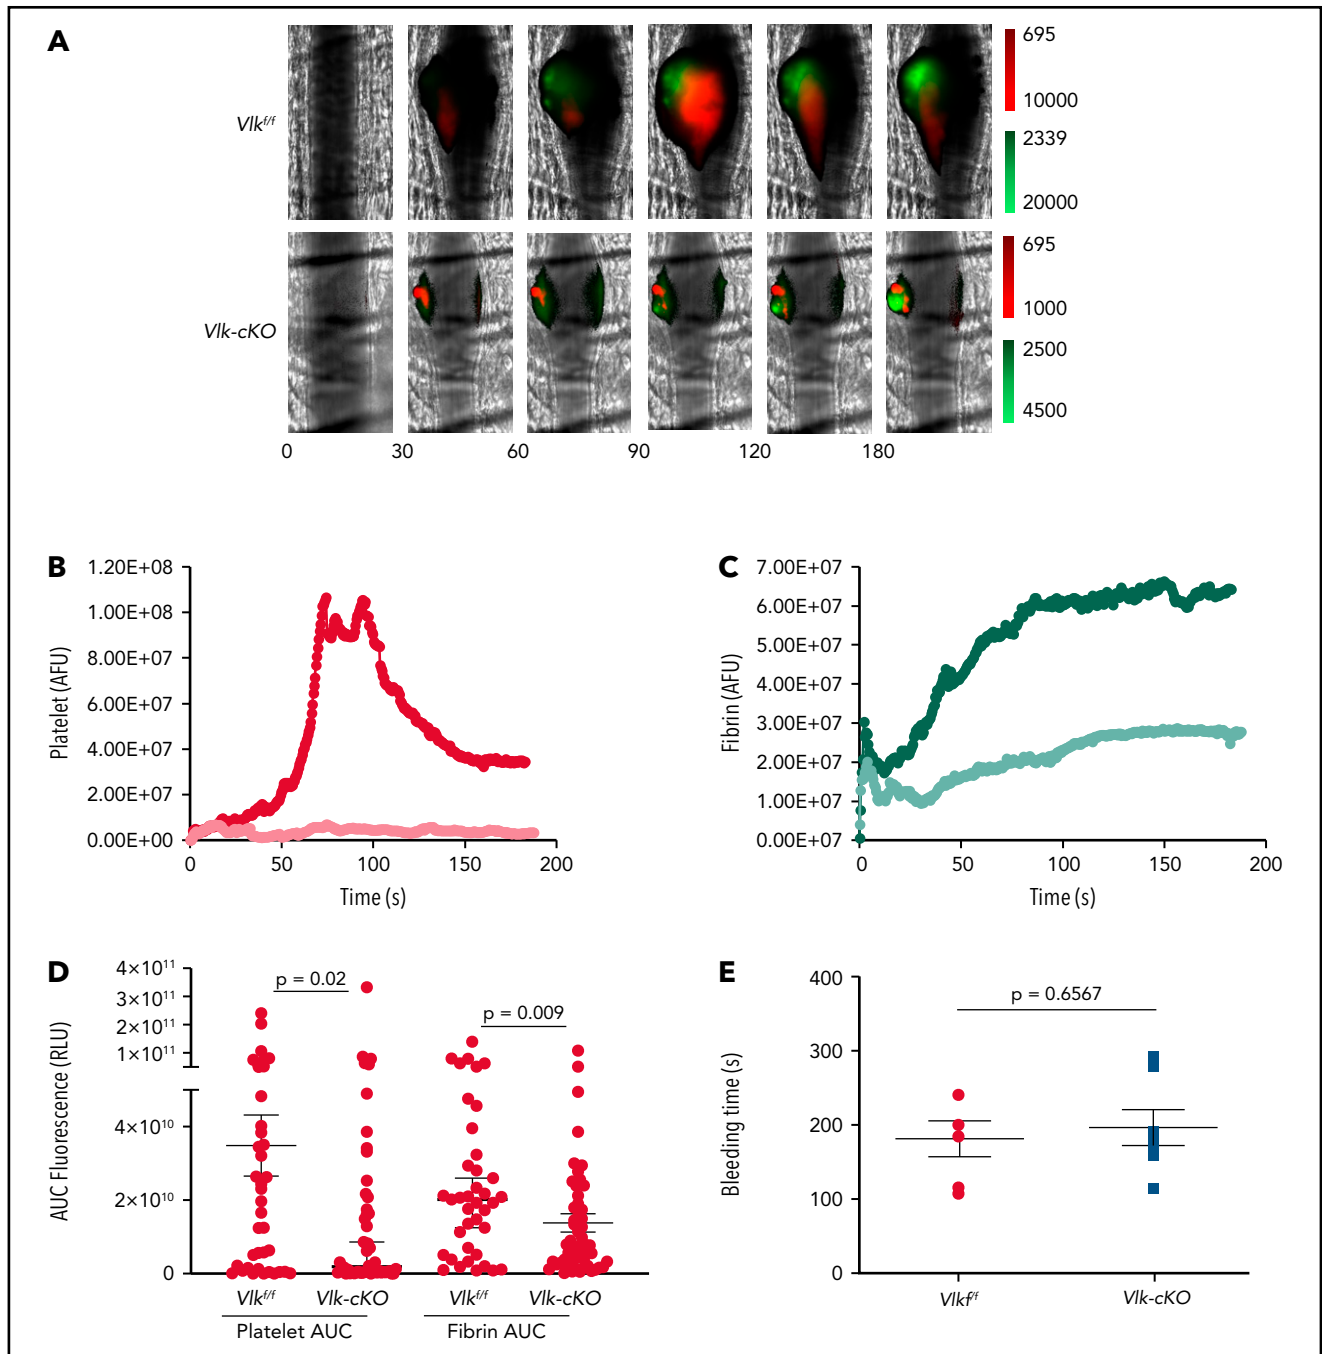 A
Vlk^f/f
695
10000
2339
20000
Vlk-cKO
695
1000
2500
4500
0 30 60 90 120 180
B
Platelet (AFU)
1.20E+08
1.00E+08
8.00E+07
6.00E+07
4.00E+07
2.00E+07
0.00E+00
0 50 100 150 200
Time (s)
C
Fibrin (AFU)
7.00E+07
6.00E+07
5.00E+07
4.00E+07
3.00E+07
2.00E+07
1.00E+07
0.00E+07
0 50 100 150 200
Time (s)
D
AUC Fluorescence (RLU)
4×10¹¹
3×10¹¹
2×10¹¹
1×10¹¹
4×10¹⁰
2×10¹⁰
0
p = 0.02
p = 0.009
Vlk^f/f Vlk-cKO Vlk^f/f Vlk-cKO
Platelet AUC Fibrin AUC
E
Bleeding time (s)
400
300
200
100
0
p = 0.6567
Vlkf^/f Vlk-cKO